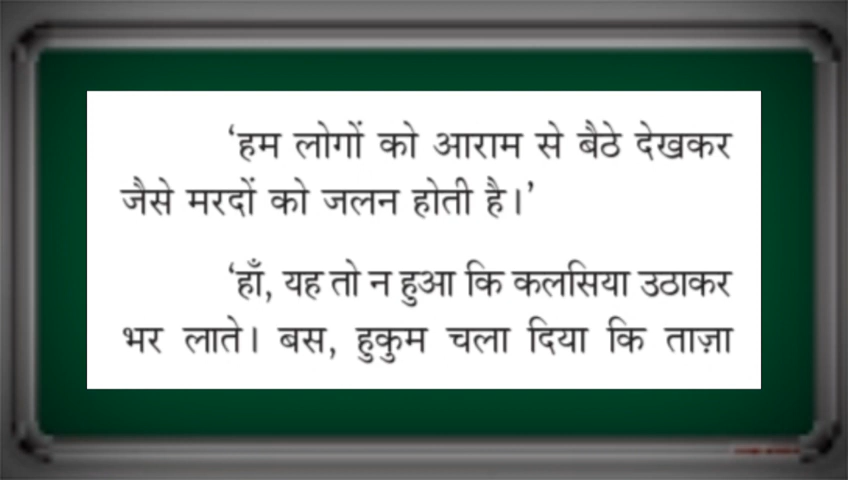 ‘हम लोगों को आराम से बैठे देखकर
जैसे मरदों को जलन होती है।’
‘हाँ, यह तो न हुआ कि कलसिया उठाकर
भर लाते। बस, हुकुम चला दिया कि ताज़ा